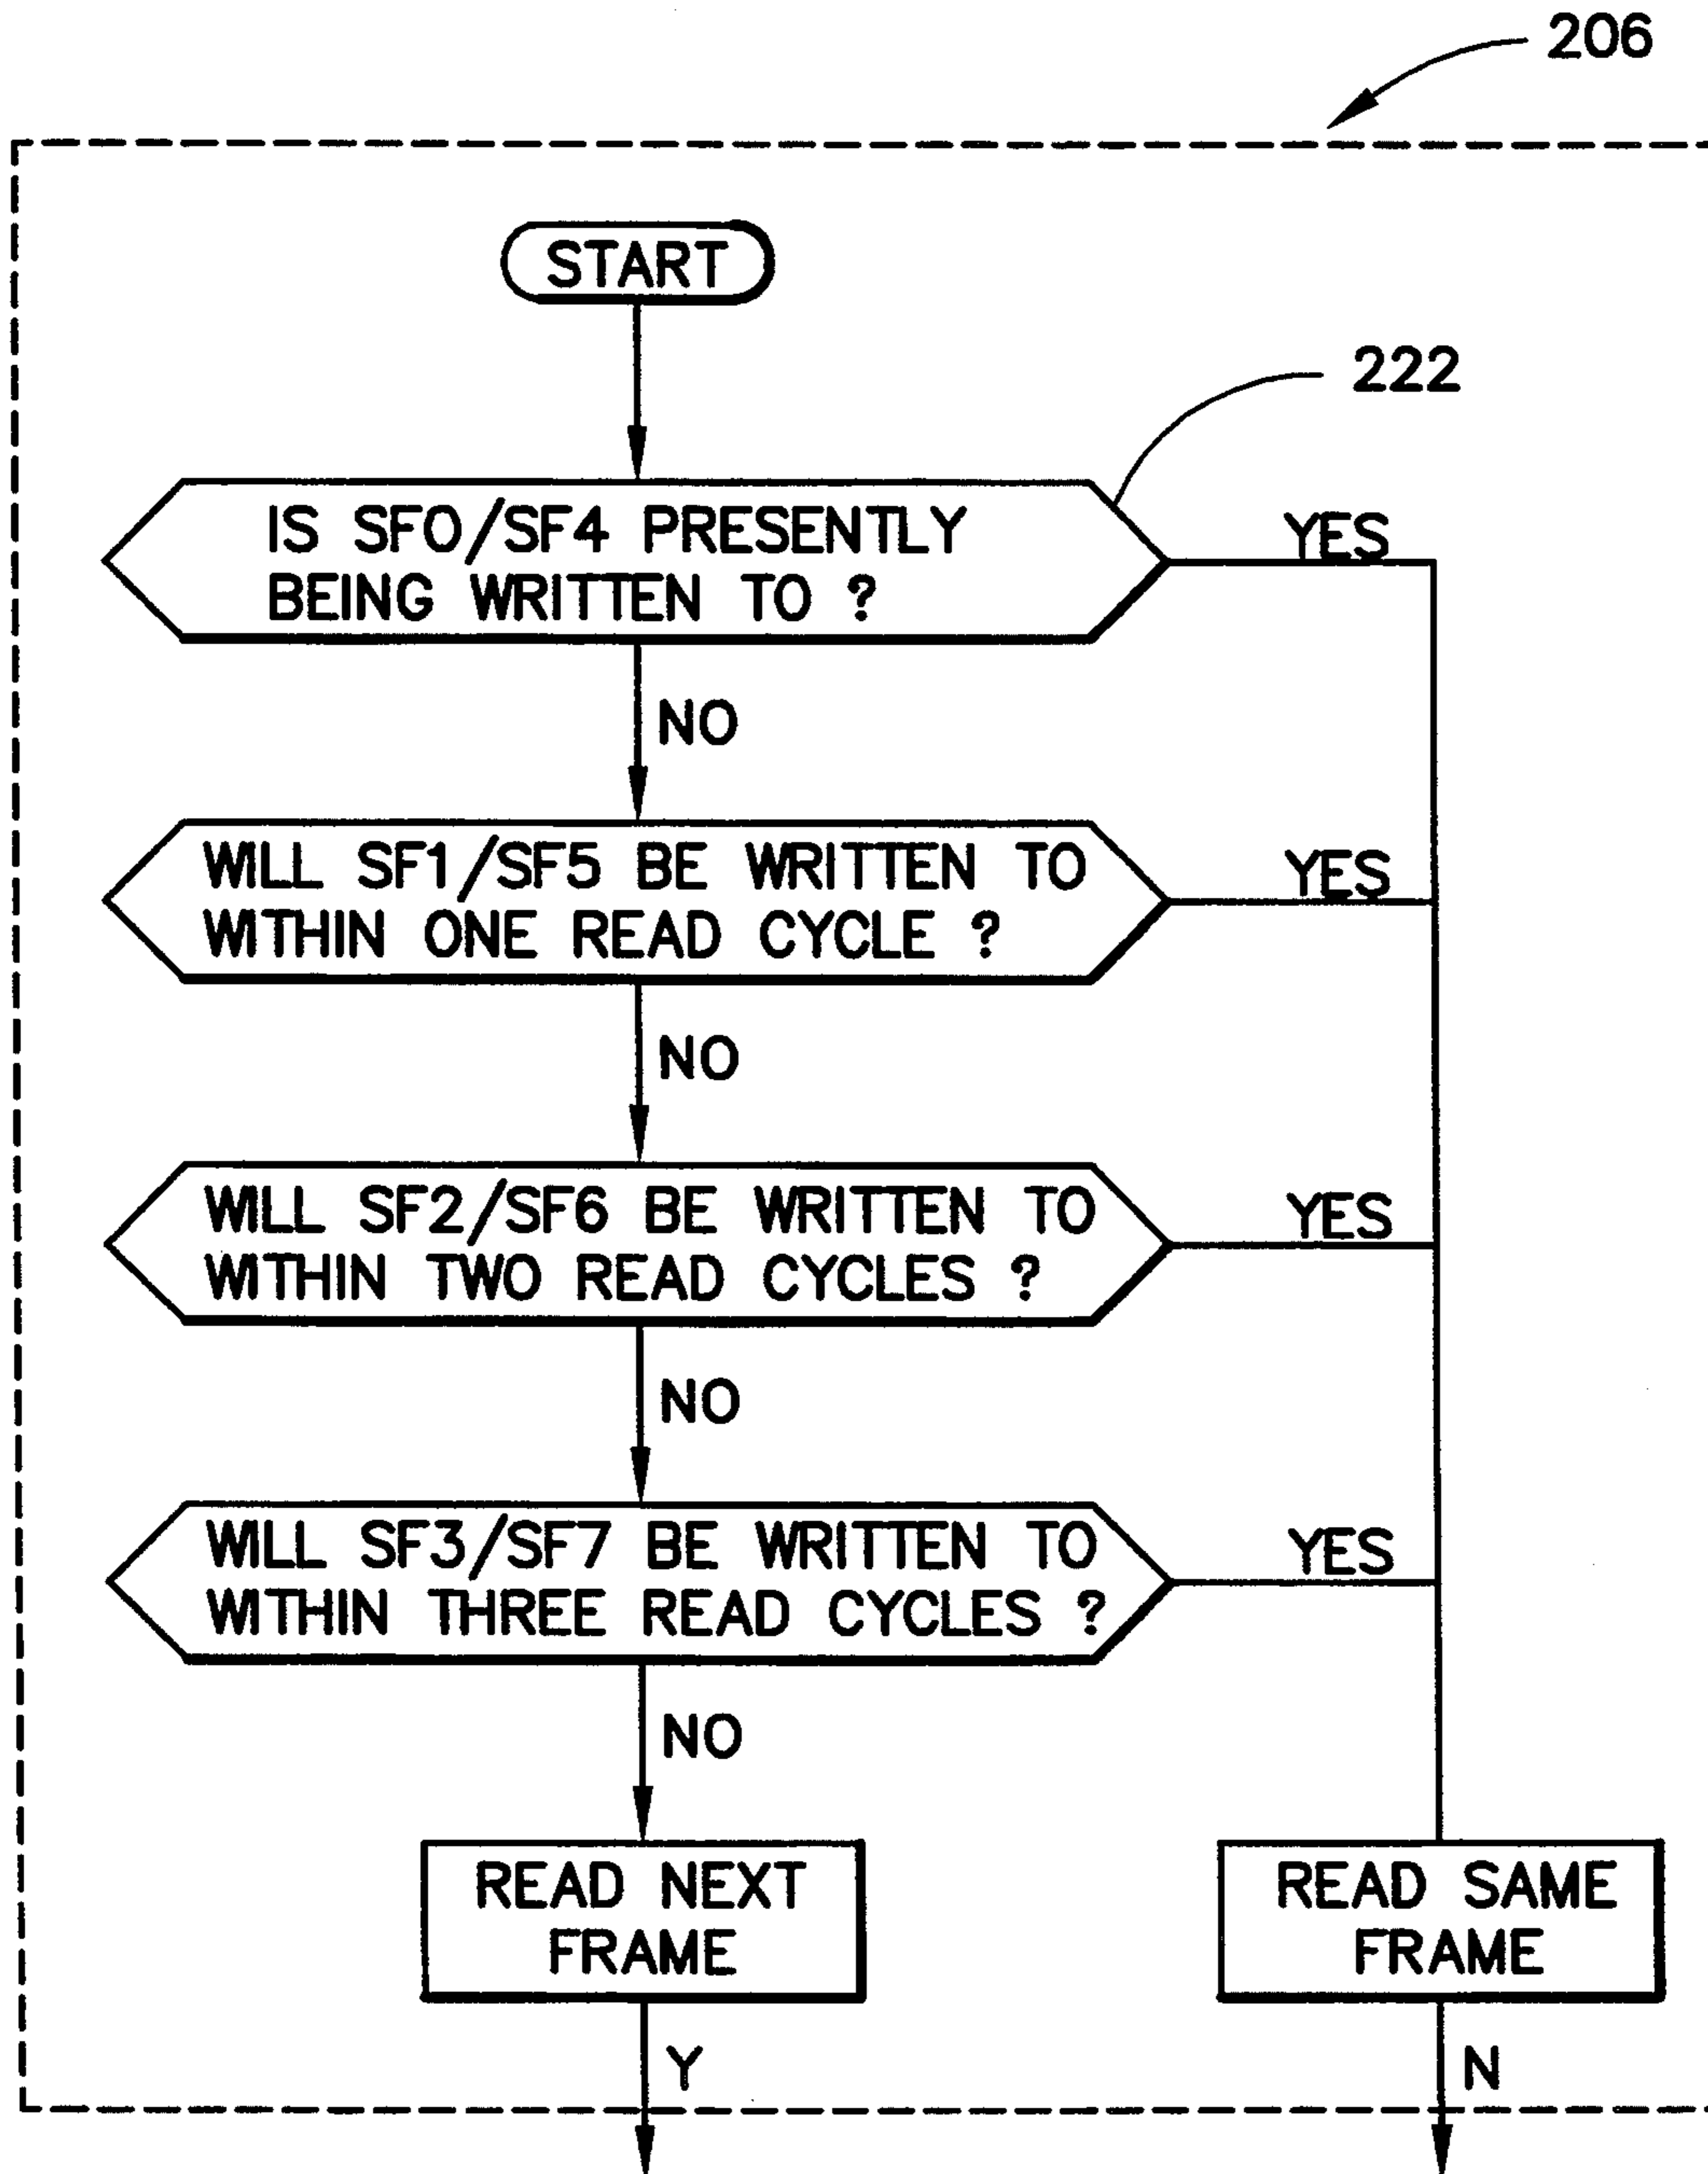 206
START
222
IS SF0/SF4 PRESENTLY
BEING WRITTEN TO ?
YES
NO
WILL SF1/SF5 BE WRITTEN TO
WITHIN ONE READ CYCLE ?
YES
NO
WILL SF2/SF6 BE WRITTEN TO
WITHIN TWO READ CYCLES ?
YES
NO
WILL SF3/SF7 BE WRITTEN TO
WITHIN THREE READ CYCLES ?
YES
NO
READ NEXT
FRAME
READ SAME
FRAME
Y
N